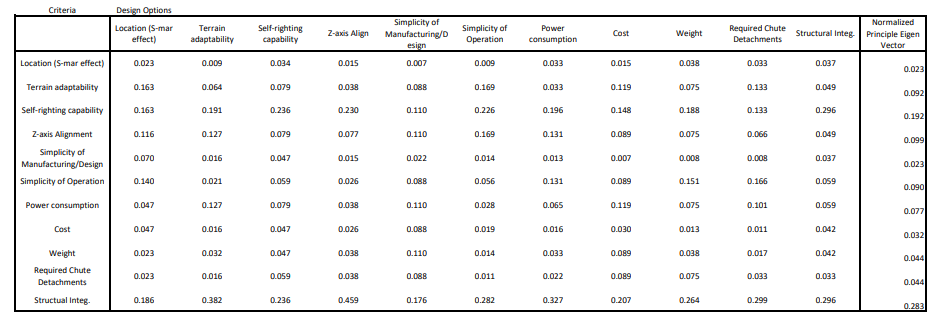 Criteria Design Options
Location (S-mar effect) Terrain adaptability Self-righting capability Z-axis Align Simplicity of Manufacturing/Design Simplicity of Operation Power consumption Cost Weight Required Chute Detachments Structural Integ. Normalized Principle Eigen Vector
Location (S-mar effect) 0.023 0.009 0.034 0.015 0.007 0.009 0.033 0.015 0.038 0.033 0.037 0.023
Terrain adaptability 0.163 0.064 0.079 0.038 0.088 0.169 0.033 0.119 0.075 0.133 0.049 0.092
Self-righting capability 0.163 0.191 0.236 0.230 0.110 0.226 0.196 0.148 0.188 0.133 0.296 0.192
Z-axis Alignment 0.116 0.127 0.079 0.077 0.110 0.169 0.131 0.089 0.075 0.066 0.049 0.099
Simplicity of Manufacturing/Design 0.070 0.016 0.047 0.015 0.022 0.014 0.013 0.007 0.008 0.008 0.037 0.023
Simplicity of Operation 0.140 0.021 0.059 0.026 0.088 0.056 0.131 0.089 0.151 0.166 0.059 0.090
Power consumption 0.047 0.127 0.079 0.038 0.110 0.028 0.065 0.119 0.075 0.101 0.059 0.077
Cost 0.047 0.016 0.047 0.026 0.088 0.019 0.016 0.030 0.013 0.011 0.042 0.032
Weight 0.023 0.032 0.047 0.038 0.110 0.014 0.033 0.089 0.038 0.017 0.042 0.044
Required Chute Detachments 0.023 0.016 0.059 0.038 0.088 0.011 0.022 0.089 0.075 0.033 0.033 0.044
Structual Integ. 0.186 0.382 0.236 0.459 0.176 0.282 0.327 0.207 0.264 0.299 0.296 0.283